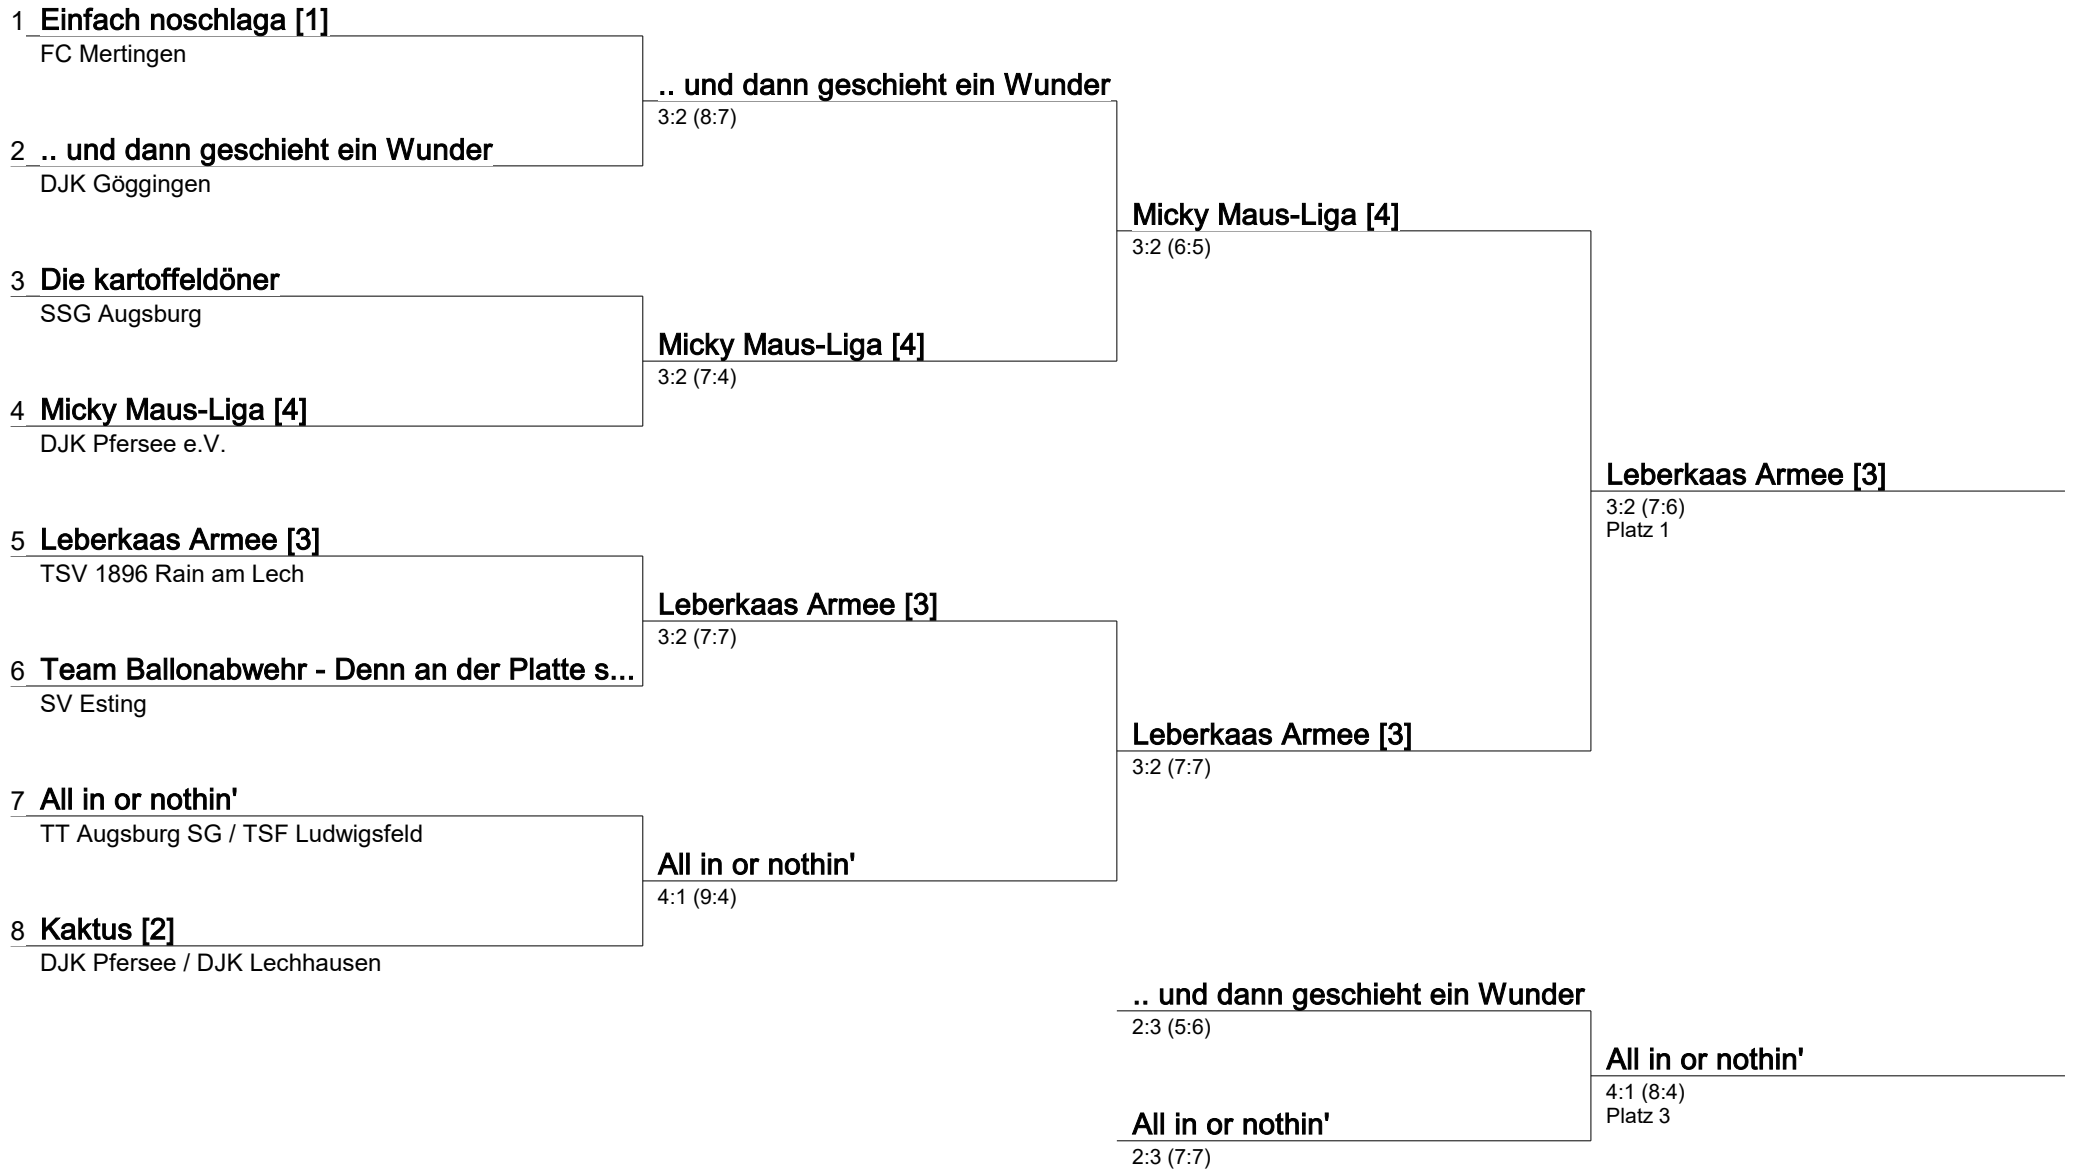 1 Einfach noschlaga [1]
FC Mertingen
.. und dann geschieht ein Wunder
3:2 (8:7)
2 .. und dann geschieht ein Wunder
DJK Göggingen
Micky Maus-Liga [4]
3:2 (6:5)
3 Die kartoffeldöner
SSG Augsburg
Micky Maus-Liga [4]
3:2 (7:4)
4 Micky Maus-Liga [4]
DJK Pfersee e.V.
Leberkaas Armee [3]
3:2 (7:6)
Platz 1
5 Leberkaas Armee [3]
TSV 1896 Rain am Lech
Leberkaas Armee [3]
3:2 (7:7)
6 Team Ballonabwehr - Denn an der Platte s...
SV Esting
Leberkaas Armee [3]
3:2 (7:7)
7 All in or nothin'
TT Augsburg SG / TSF Ludwigsfeld
All in or nothin'
4:1 (9:4)
8 Kaktus [2]
DJK Pfersee / DJK Lechhausen
.. und dann geschieht ein Wunder
2:3 (5:6)
All in or nothin'
4:1 (8:4)
Platz 3
All in or nothin'
2:3 (7:7)